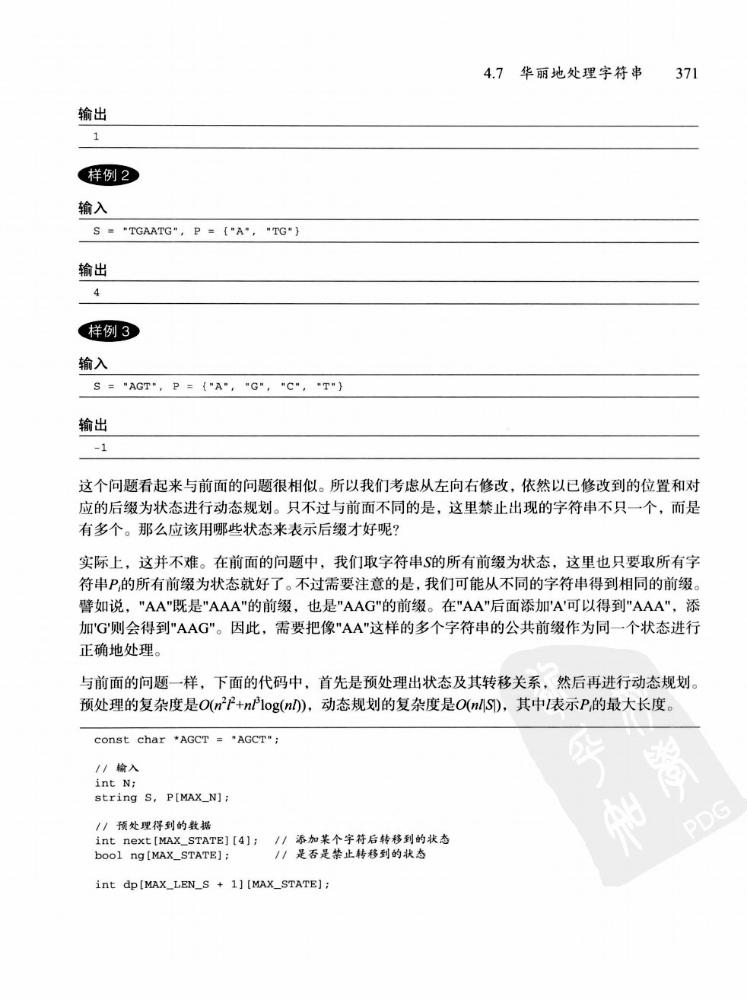 4.7 华丽地处理字符串 371
输出
1
样例 2
输入
S = "TGAATG", P = {"A", "TG"}
输出
4
样例 3
输入
S = "AGT", P = {"A", "G", "C", "T"}
输出
-1
这个问题看起来与前面的问题很相似。所以我们考虑从左向右修改，依然以已修改到的位置和对
应的后缀为状态进行动态规划。只不过与前面不同的是，这里禁止出现的字符串不只一个，而是
有多个。那么应该用哪些状态来表示后缀才好呢？
实际上，这并不难。在前面的问题中，我们取字符串S的所有前缀为状态，这里也只要取所有字
符串Pᵢ的所有前缀为状态就好了。不过需要注意的是，我们可能从不同的字符串得到相同的前缀。
譬如说，"AA"既是"AAA"的前缀，也是"AAG"的前缀。在"AA"后面添加'A'可以得到"AAA"，添
加'G'则会得到"AAG"。因此，需要把像"AA"这样的多个字符串的公共前缀作为同一个状态进行
正确地处理。
与前面的问题一样，下面的代码中，首先是预处理出状态及其转移关系，然后再进行动态规划。
预处理的复杂度是O(n²l²+nl³log(nl))，动态规划的复杂度是O(nl|S|)，其中l表示Pᵢ的最大长度。
const char *AGCT = "AGCT";
// 输入
int N;
string S, P[MAX_N];
// 预处理得到的数据
int next[MAX_STATE][4]; // 添加某个字符后转移到的状态
bool ng[MAX_STATE]; // 是否是禁止转移到的状态
int dp[MAX_LEN_S + 1][MAX_STATE];
PDG